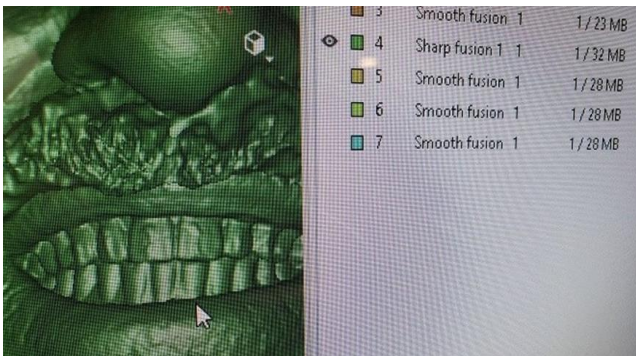 3 Smooth fusion 1 1 / 23 MB
4 Sharp fusion 1 1 1 / 32 MB
5 Smooth fusion 1 1 / 28 MB
6 Smooth fusion 1 1 / 28 MB
7 Smooth fusion 1 1 / 28 MB